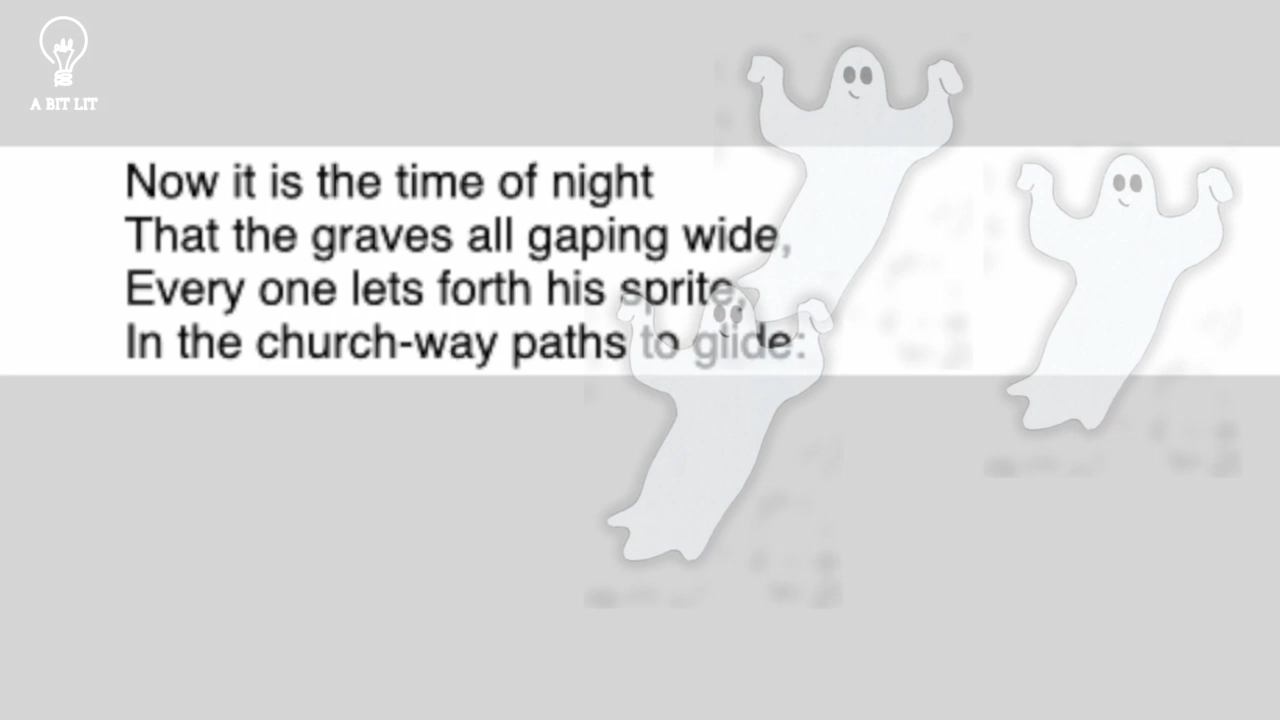 A BIT LIT
Now it is the time of night
That the graves all gaping wide,
Every one lets forth his sprite,
In the church-way paths to glide: